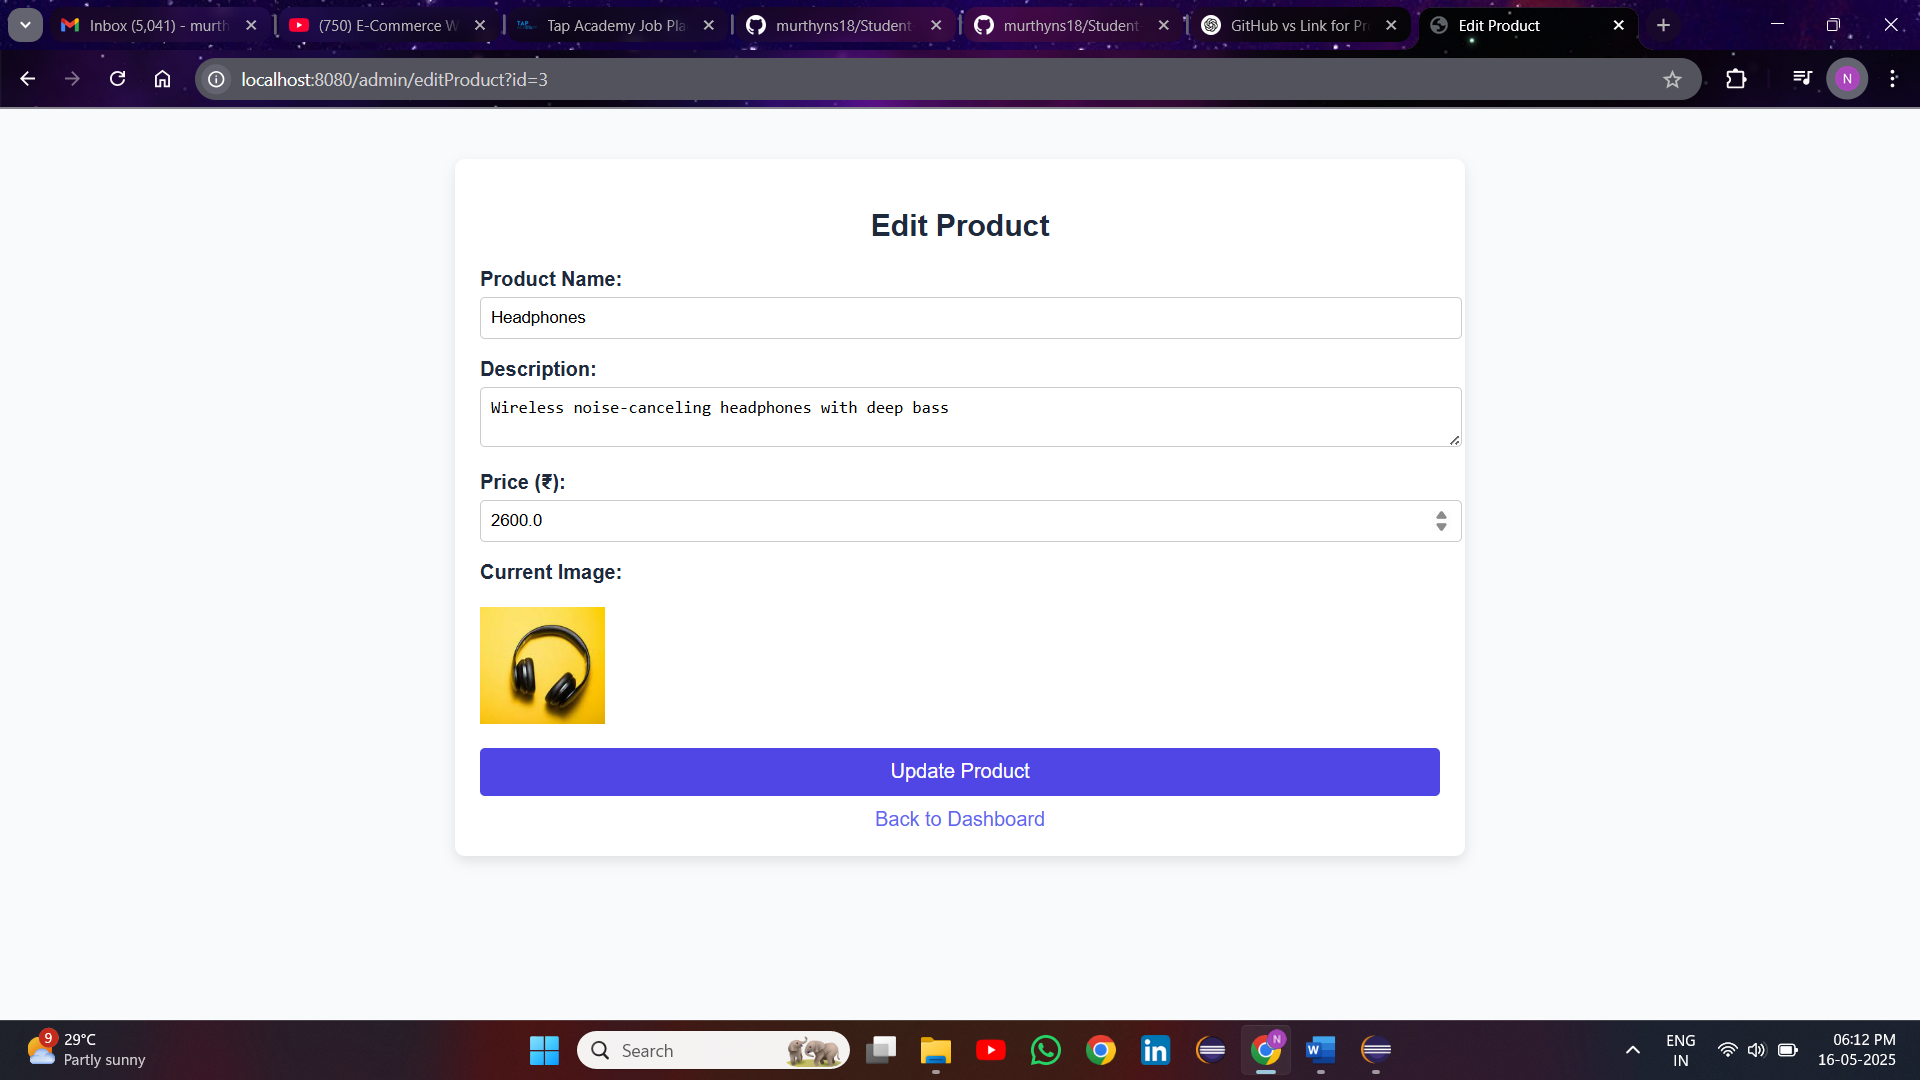 Inbox (5,041) - murth
(750) E-Commerce W
TAP
Tap Academy Job Pla
murthyns18/Student
murthyns18/Student
GitHub vs Link for Pr
Edit Product
localhost:8080/admin/editProduct?id=3
N
Edit Product
Product Name:
Headphones
Description:
Wireless noise-canceling headphones with deep bass
Price (₹):
2600.0
Current Image:
Update Product
Back to Dashboard
9
29°C
Partly sunny
Search
in
N
W
ENG
IN
06:12 PM
16-05-2025